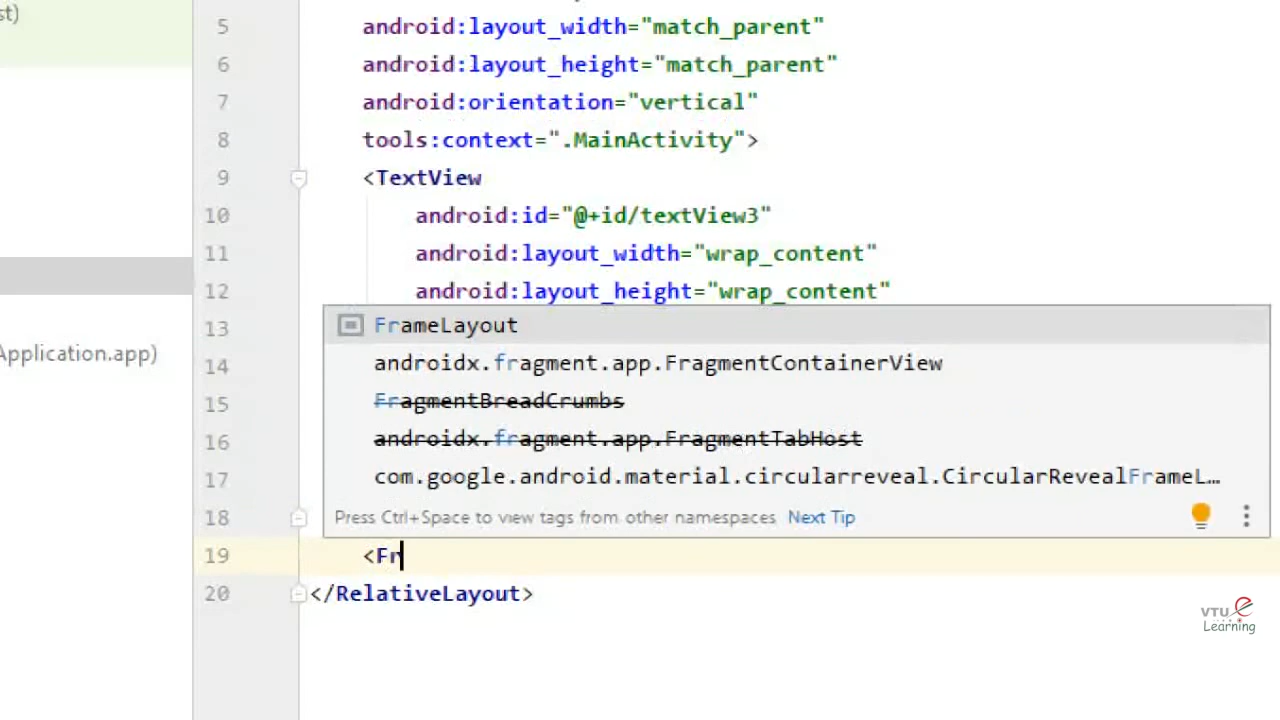 st)
5 android:layout_width="match_parent"
6 android:layout_height="match_parent"
7 android:orientation="vertical"
8 tools:context=".MainActivity">
9 <TextView
10 android:id="@+id/textView3"
11 android:layout_width="wrap_content"
12 android:layout_height="wrap_content"
13 FrameLayout
Application.app)
14 androidx.fragment.app.FragmentContainerView
15 FragmentBreadCrumbs
16 androidx.fragment.app.FragmentTabHost
17 com.google.android.material.circularreveal.CircularRevealFrameL…
18 Press Ctrl+Space to view tags from other namespaces Next Tip
19 <Fr
20 </RelativeLayout>
VTU e
Learning